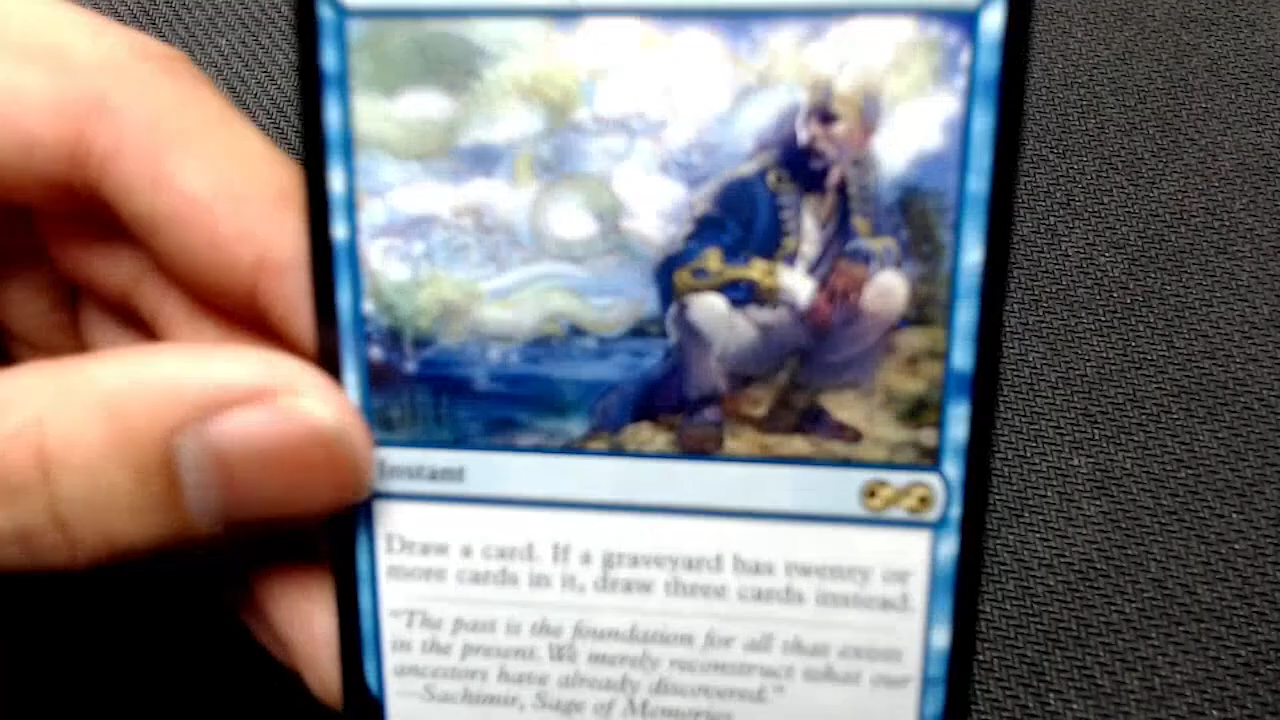 Instant
Draw a card. If a graveyard has twenty or
more cards in it, draw three cards instead.
"The past is the foundation for all that exists
in the present. We merely reconstruct what our
ancestors have already discovered."
—Sachimir, Sage of Memories